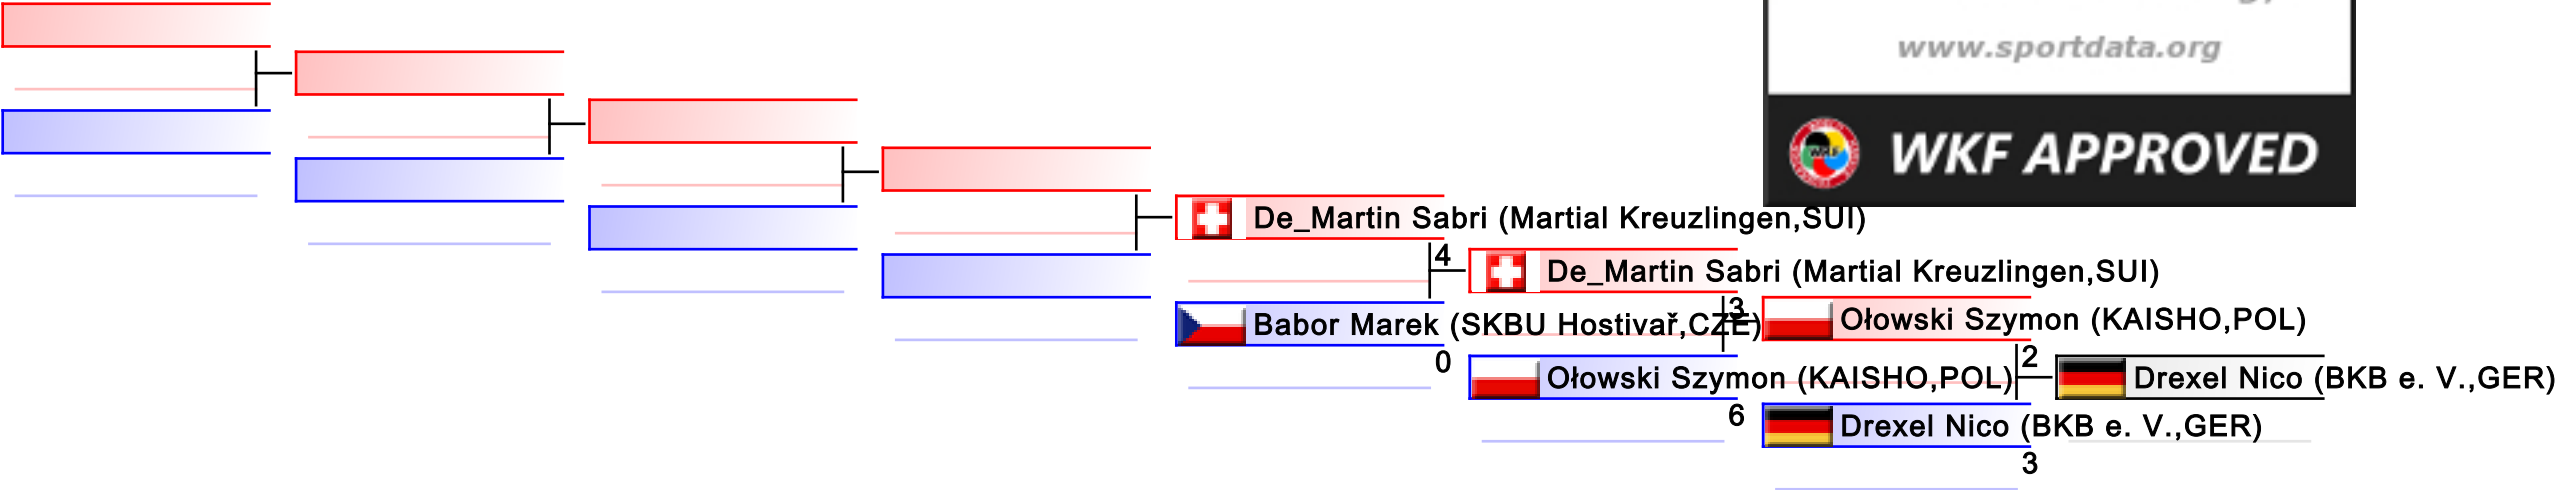 www.sportdata.org
WKF APPROVED
De_Martin Sabri (Martial Kreuzlingen,SUI)
4
De_Martin Sabri (Martial Kreuzlingen,SUI)
Babor Marek (SKBU Hostivař,CZE)
0
3
Ołowski Szymon (KAISHO,POL)
Ołowski Szymon (KAISHO,POL)
6
2
Drexel Nico (BKB e. V.,GER)
Drexel Nico (BKB e. V.,GER)
3